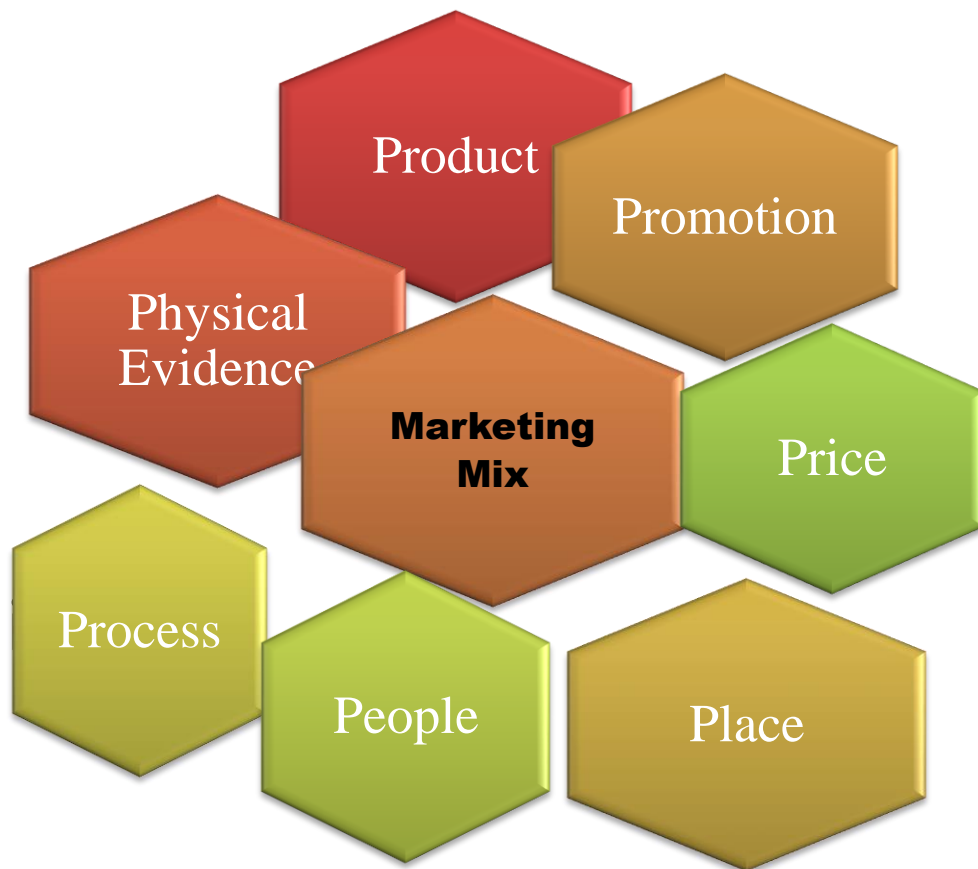 Product
Promotion
Physical
Evidence
Marketing
Mix
Price
Process
People
Place